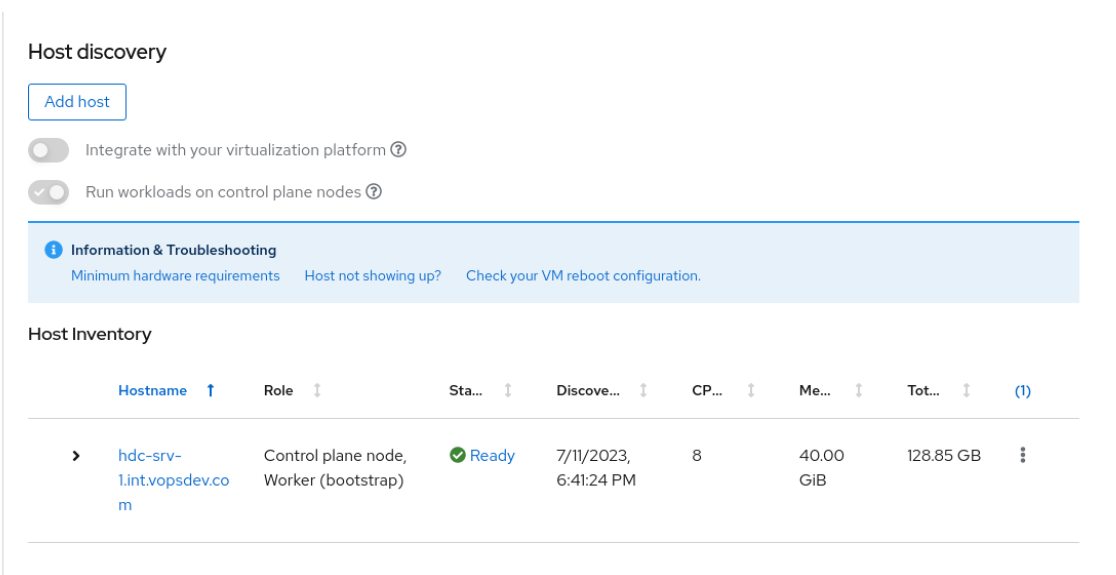 Host discovery
Add host
Integrate with your virtualization platform
Run workloads on control plane nodes
Information & Troubleshooting
Minimum hardware requirements Host not showing up? Check your VM reboot configuration.
Host Inventory
Hostname Role Sta... Discove... CP... Me... Tot... (1)
hdc-srv- Control plane node, Ready 7/11/2023, 8 40.00 128.85 GB
1.int.vopsdev.co Worker (bootstrap) 6:41:24 PM GiB
m